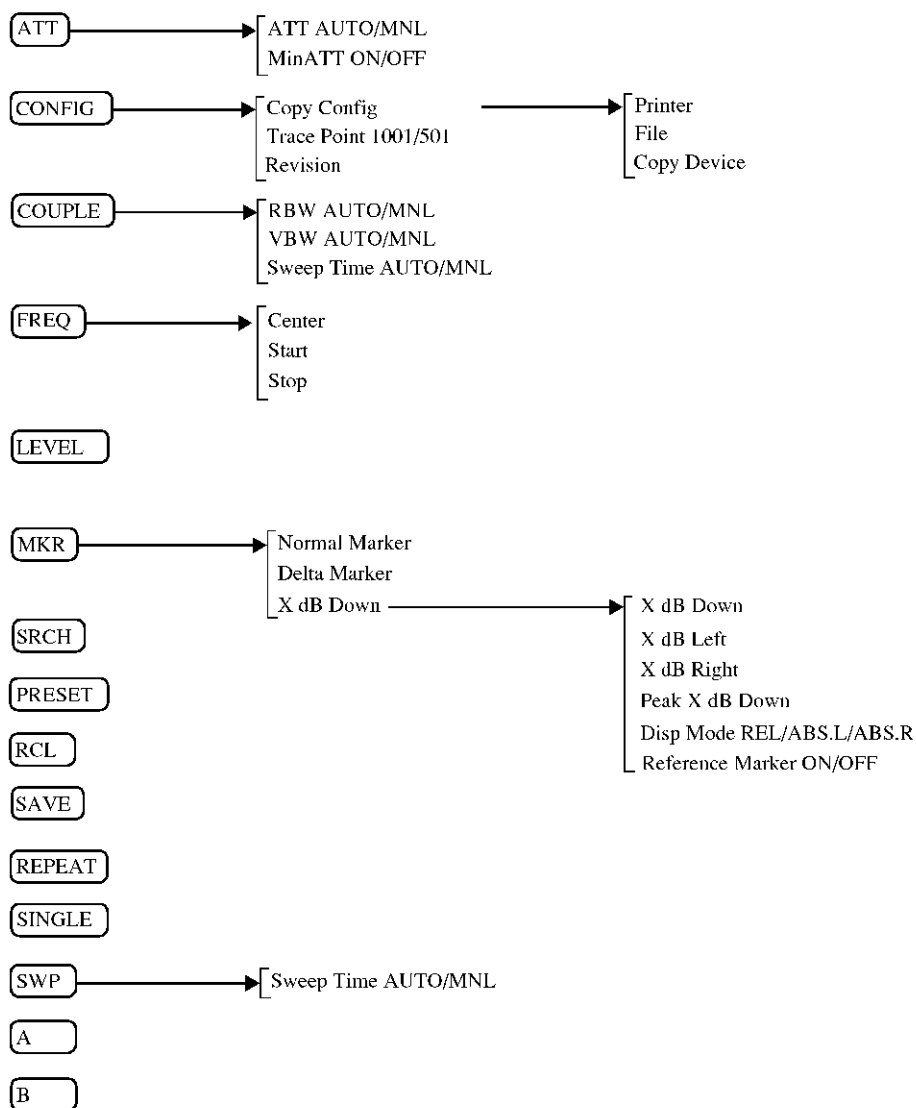 ATT
ATT AUTO/MNL
MinATT ON/OFF
CONFIG
Copy Config
Trace Point 1001/501
Revision
Printer
File
Copy Device
COUPLE
RBW AUTO/MNL
VBW AUTO/MNL
Sweep Time AUTO/MNL
FREQ
Center
Start
Stop
LEVEL
MKR
Normal Marker
Delta Marker
X dB Down
X dB Down
X dB Left
X dB Right
Peak X dB Down
Disp Mode REL/ABS.L/ABS.R
Reference Marker ON/OFF
SRCH
PRESET
RCL
SAVE
REPEAT
SINGLE
SWP
Sweep Time AUTO/MNL
A
B